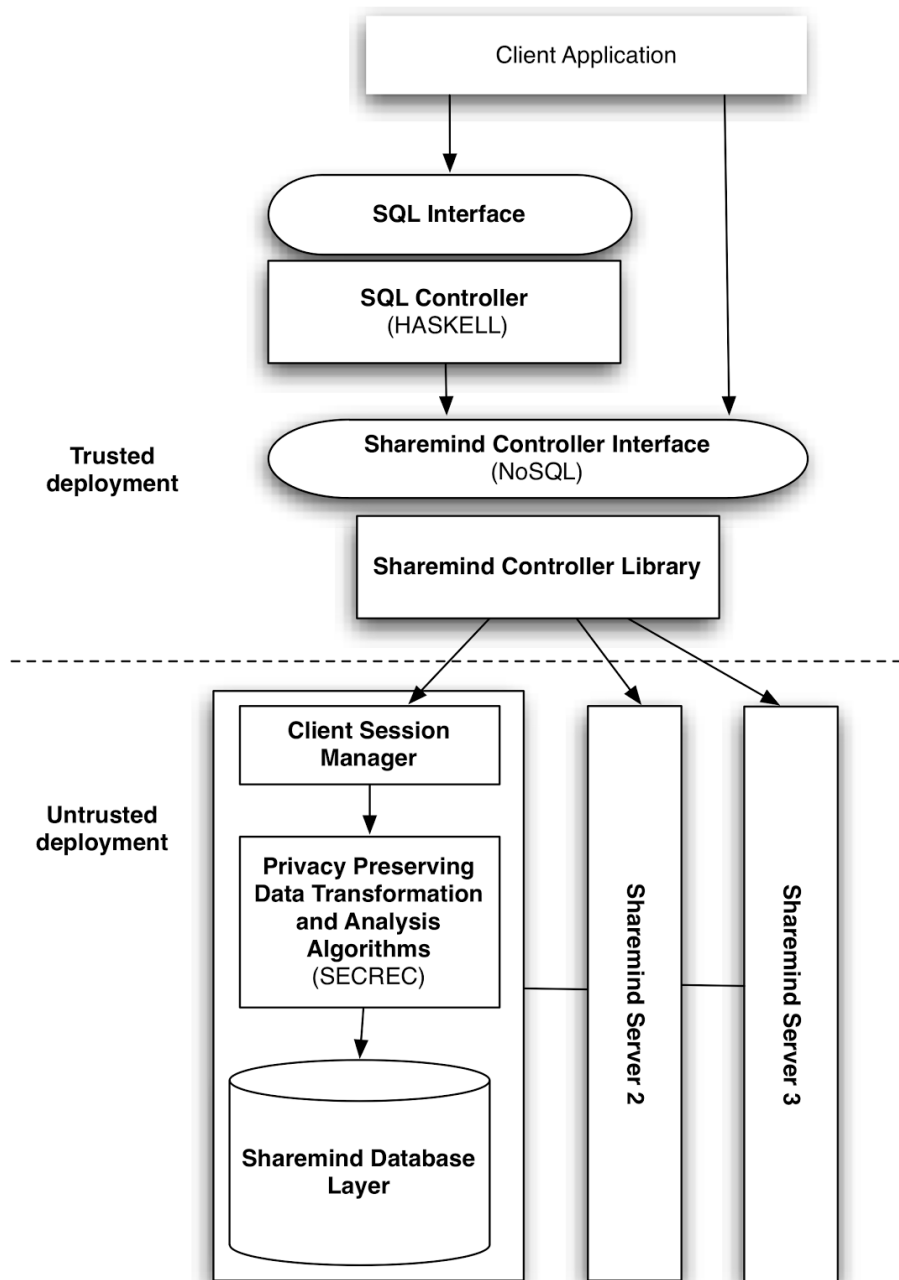 Client Application
SQL Interface
SQL Controller
(HASKELL)
Sharemind Controller Interface
(NoSQL)
Trusted
deployment
Sharemind Controller Library
Client Session
Manager
Untrusted
deployment
Privacy Preserving
Data Transformation
and Analysis
Algorithms
(SECREC)
Sharemind Database
Layer
Sharemind Server 2
Sharemind Server 3